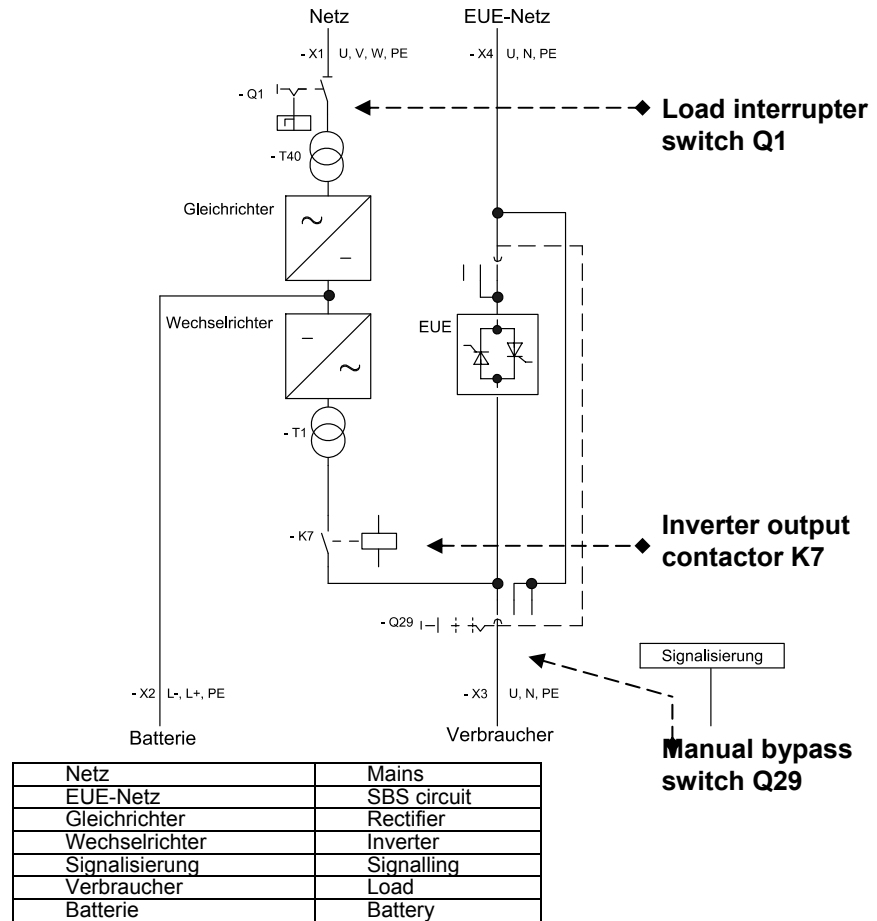 Netz
EUE-Netz
- X1 U, V, W, PE
- X4 U, N, PE
- Q1
Load interrupter
switch Q1
- T40
Gleichrichter
~
–
Wechselrichter
–
~
EUE
- T1
- K7
Inverter output
contactor K7
- Q29
Signalisierung
- X2 L-, L+, PE
- X3 U, N, PE
Batterie
Verbraucher
Manual bypass
switch Q29
Netz Mains
EUE-Netz SBS circuit
Gleichrichter Rectifier
Wechselrichter Inverter
Signalisierung Signalling
Verbraucher Load
Batterie Battery